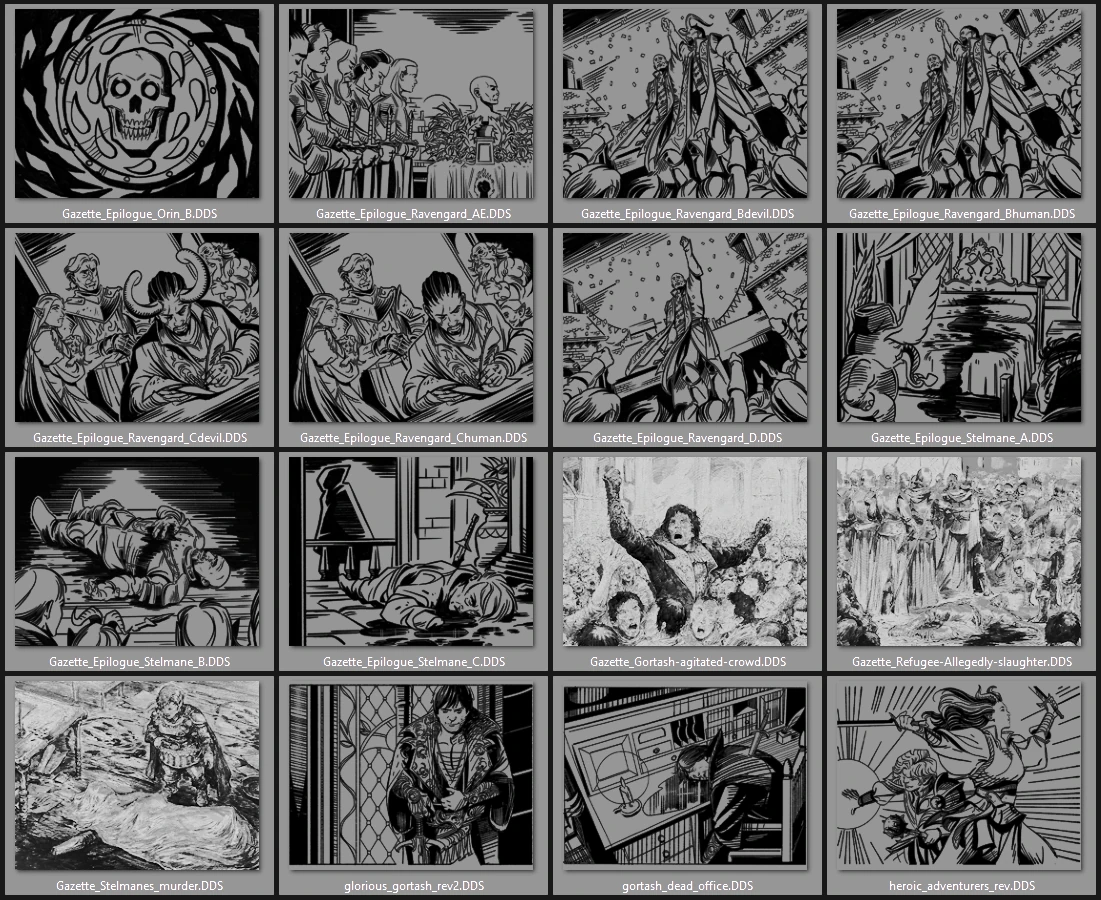 Gazette_Epilogue_Orin_B.DDS
Gazette_Epilogue_Ravengard_AE.DDS
Gazette_Epilogue_Ravengard_Bdevil.DDS
Gazette_Epilogue_Ravengard_Bhuman.DDS
Gazette_Epilogue_Ravengard_Cdevil.DDS
Gazette_Epilogue_Ravengard_Chuman.DDS
Gazette_Epilogue_Ravengard_D.DDS
Gazette_Epilogue_Stelmane_A.DDS
Gazette_Epilogue_Stelmane_B.DDS
Gazette_Epilogue_Stelmane_C.DDS
Gazette_Gortash-agitated-crowd.DDS
Gazette_Refugee-Allegedly-slaughter.DDS
Gazette_Stelmanes_murder.DDS
glorious_gortash_rev2.DDS
gortash_dead_office.DDS
heroic_adventurers_rev.DDS